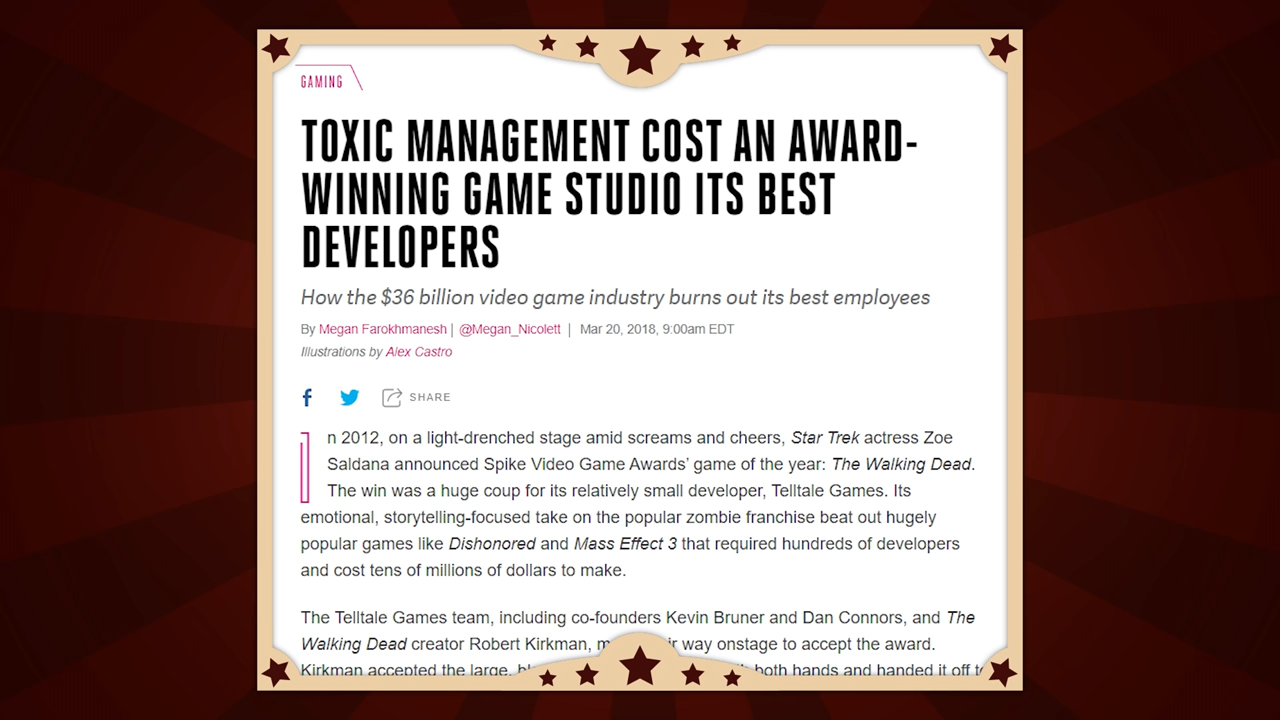 GAMING
TOXIC MANAGEMENT COST AN AWARD-
WINNING GAME STUDIO ITS BEST
DEVELOPERS
How the $36 billion video game industry burns out its best employees
By Megan Farokhmanesh | @Megan_Nicolett | Mar 20, 2018, 9:00am EDT
Illustrations by Alex Castro
SHARE
In 2012, on a light-drenched stage amid screams and cheers, Star Trek actress Zoe
Saldana announced Spike Video Game Awards’ game of the year: The Walking Dead.
The win was a huge coup for its relatively small developer, Telltale Games. Its
emotional, storytelling-focused take on the popular zombie franchise beat out hugely
popular games like Dishonored and Mass Effect 3 that required hundreds of developers
and cost tens of millions of dollars to make.
The Telltale Games team, including co-founders Kevin Bruner and Dan Connors, and The
Walking Dead creator Robert Kirkman, way onstage to accept the award.
Kirkman accepted the large, both hands and handed it off